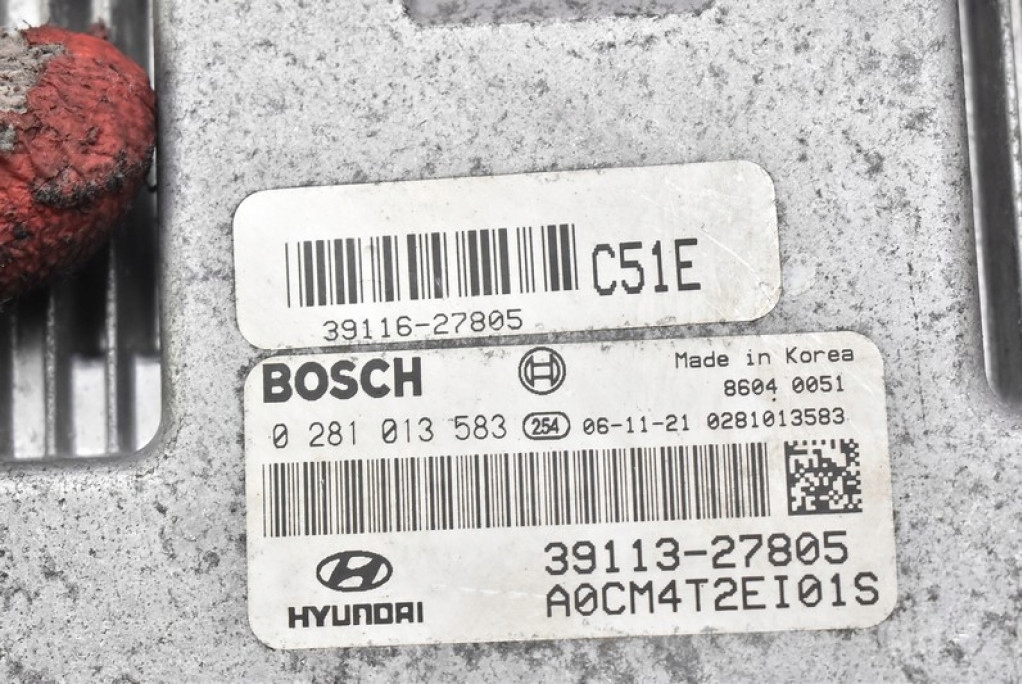 C51E
39116-27805
BOSCH
Made in Korea
8604 0051
0 281 013 583 254 06-11-21 0281013583
39113-27805
A0CM4T2EI01S
HYUNDAI